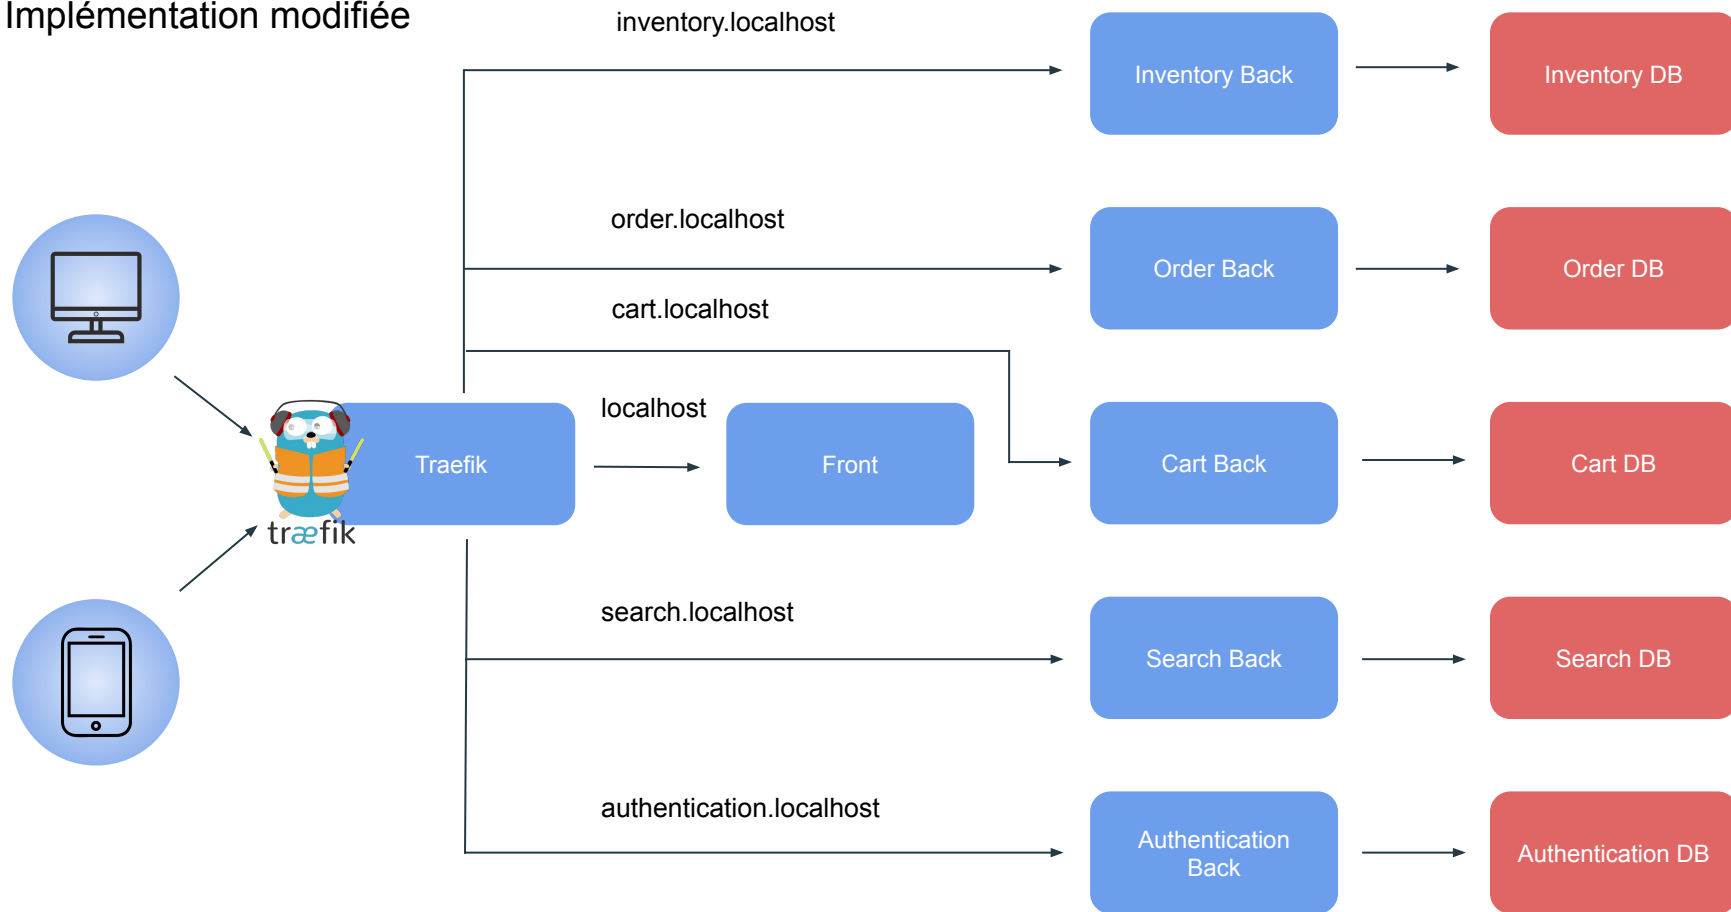 Implémentation modifiée
inventory.localhost
Inventory Back
Inventory DB
order.localhost
Order Back
Order DB
cart.localhost
localhost
Traefik
Front
Cart Back
Cart DB
træfik
search.localhost
Search Back
Search DB
authentication.localhost
Authentication
Back
Authentication DB